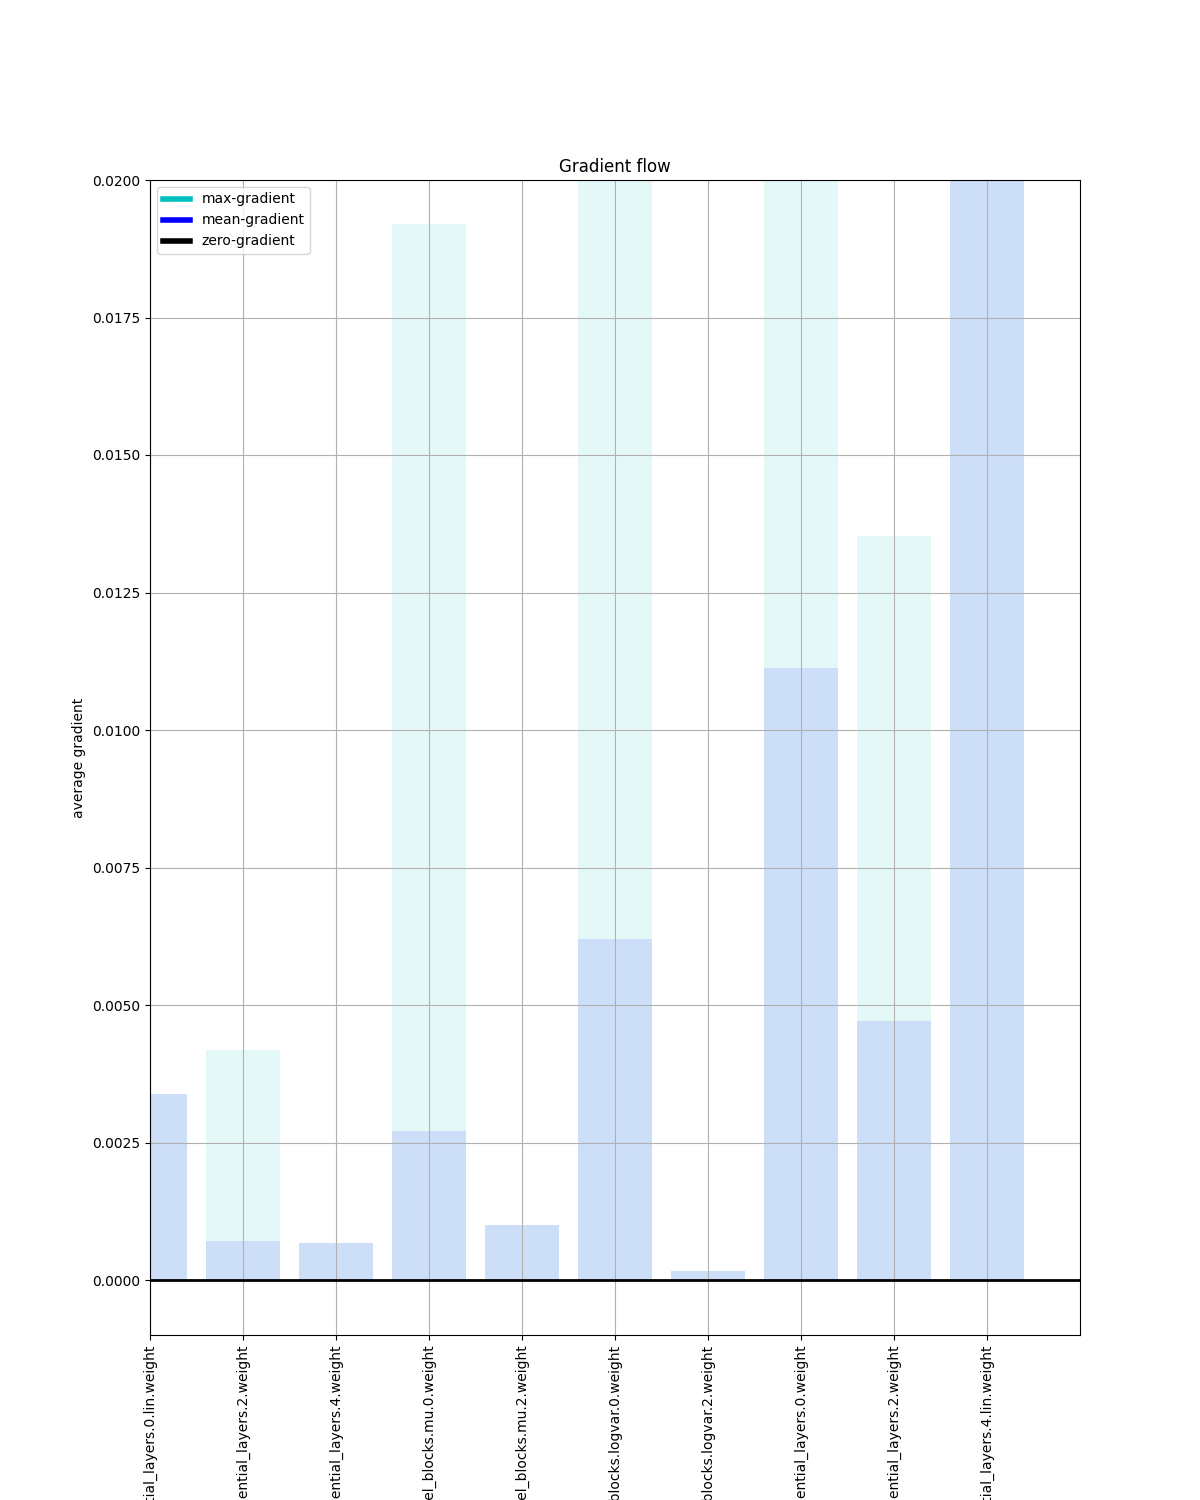 Gradient flow
max-gradient
mean-gradient
zero-gradient
0.0200
0.0175
0.0150
0.0125
0.0100
0.0075
0.0050
0.0025
0.0000
average gradient
tial_layers.0.lin.weight
ential_layers.2.weight
ential_layers.4.weight
el_blocks.mu.0.weight
el_blocks.mu.2.weight
blocks.logvar.0.weight
blocks.logvar.2.weight
ential_layers.0.weight
ential_layers.2.weight
tial_layers.4.lin.weight